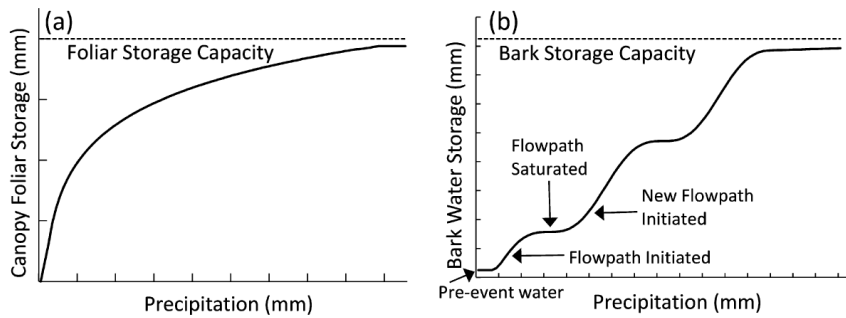 (a)
Foliar Storage Capacity
Canopy Foliar Storage (mm)
Precipitation (mm)
(b)
Bark Storage Capacity
Bark Water Storage (mm)
Flowpath
Saturated
New Flowpath
Initiated
Flowpath Initiated
Pre-event water
Precipitation (mm)